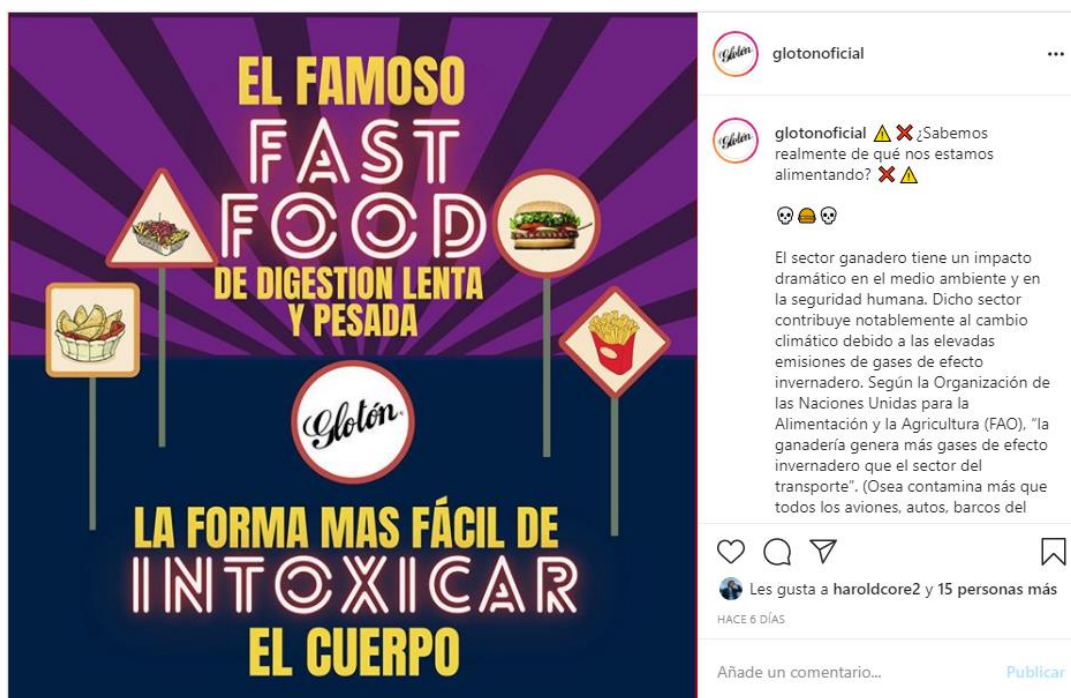 EL FAMOSO
FAST
FOOD
DE DIGESTION LENTA
Y PESADA
Glotón
LA FORMA MAS FÁCIL DE
INTOXICAR
EL CUERPO
Glotón
glotonoficial
Glotón
glotonoficial ⚠️ ❌ ¿Sabemos
realmente de qué nos estamos
alimentando? ❌ ⚠️
💀 🍔 💀
El sector ganadero tiene un impacto
dramático en el medio ambiente y en
la seguridad humana. Dicho sector
contribuye notablemente al cambio
climático debido a las elevadas
emisiones de gases de efecto
invernadero. Según la Organización de
las Naciones Unidas para la
Alimentación y la Agricultura (FAO), "la
ganadería genera más gases de efecto
invernadero que el sector del
transporte". (Osea contamina más que
todos los aviones, autos, barcos del
Les gusta a haroldcore2 y 15 personas más
HACE 6 DÍAS
Añade un comentario... Publicar